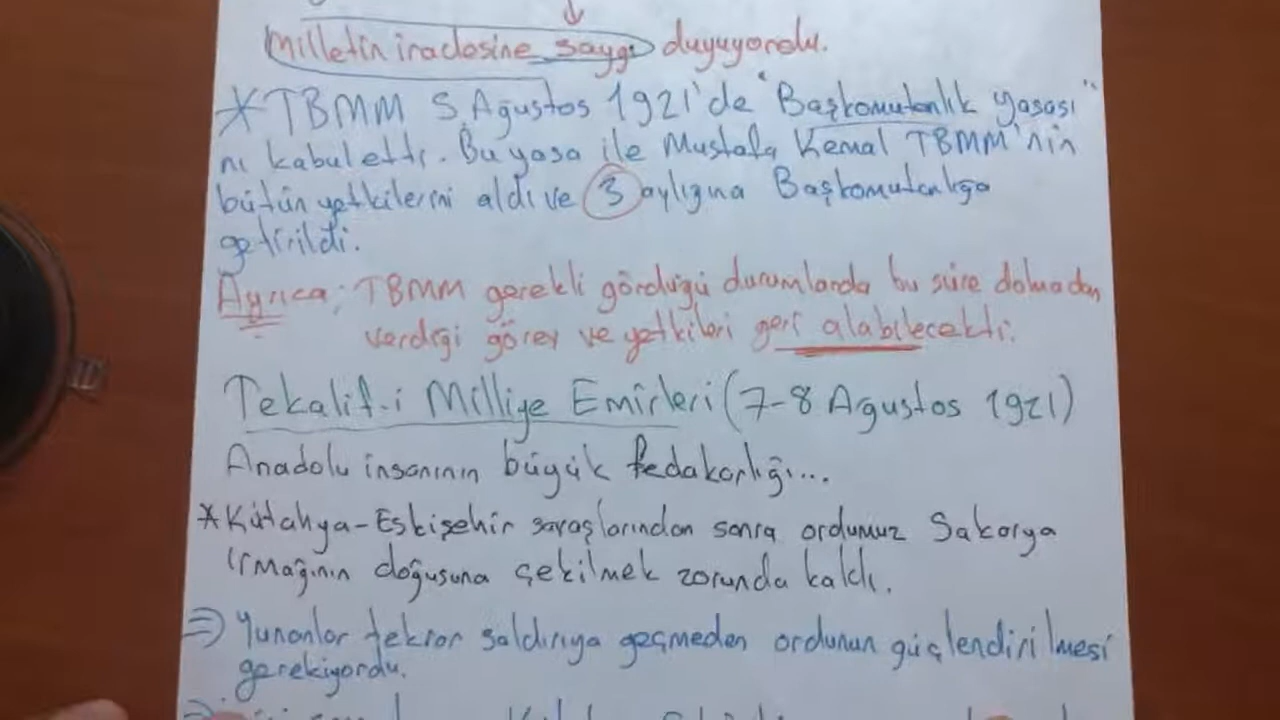 milletin iradesine saygı duyuyordu.
* TBMM 5 Ağustos 1921'de "Başkomutanlık yasası"
nı kabul etti. Bu yasa ile Mustafa Kemal TBMM'nin
bütün yetkilerini aldı ve 3 aylığına Başkomutanlığa
getirildi.
Ayrıca; TBMM gerekli gördüğü durumlarda bu süre dolmadan
verdiği görev ve yetkileri geri alabilecekti.
Tekalif-i Milliye Emirleri (7-8 Agustos 1921)
Anadolu insanının büyük fedakarlığı...
* Kütahya-Eskişehir savaşlarından sonra ordumuz Sakarya
ırmağının doğusuna çekilmek zorunda kaldı.
⇒ Yunanlar tekrar saldırıya geçmeden ordunun güçlendirilmesi
gerekiyordu.